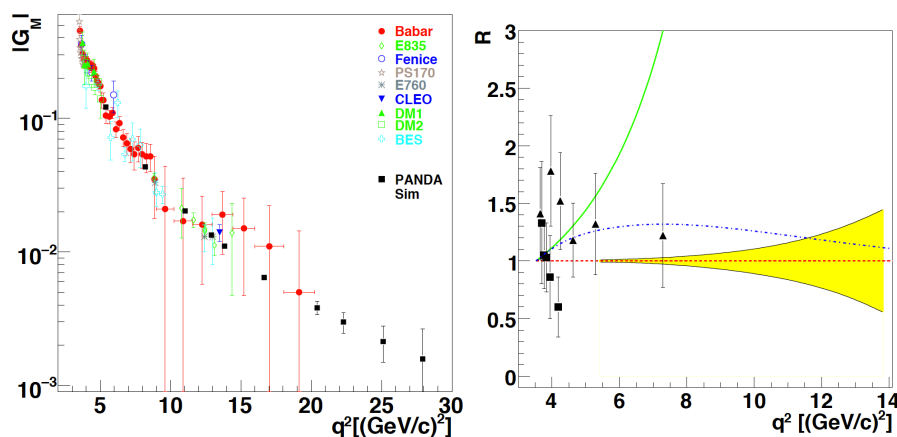 |G_M|
10^-1
10^-2
10^-3
5 10 15 20 25 30
q^2[(GeV/c)^2]
Babar
E835
Fenice
PS170
E760
CLEO
DM1
DM2
BES
PANDA
Sim
R
3
2.5
2
1.5
1
0.5
0
4 6 8 10 12 14
q^2 [(GeV/c)^2]